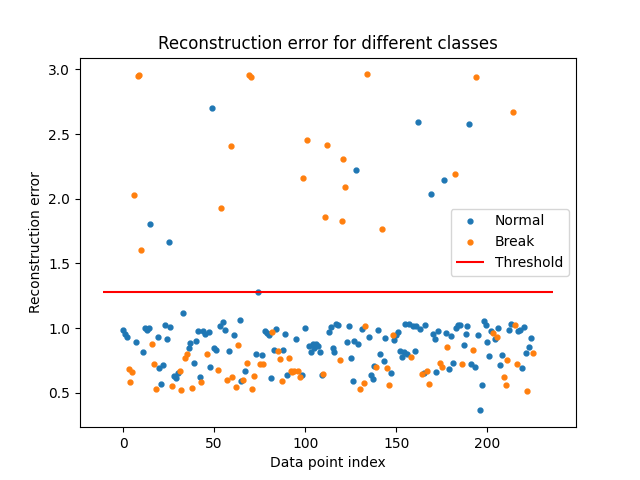 Reconstruction error for different classes
3.0
2.5
2.0
1.5
1.0
0.5
Reconstruction error
Normal
Break
Threshold
0
50
100
150
200
Data point index